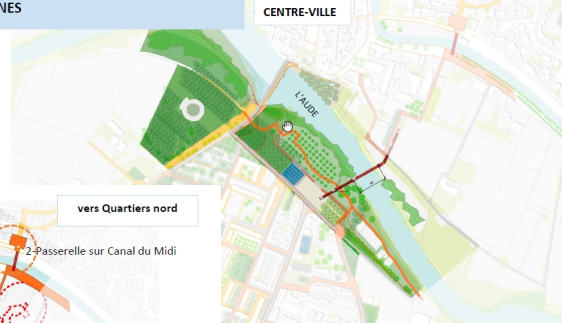 NES
CENTRE-VILLE
L'AUDE
vers Quartiers nord
2-Passerelle sur Canal du Midi